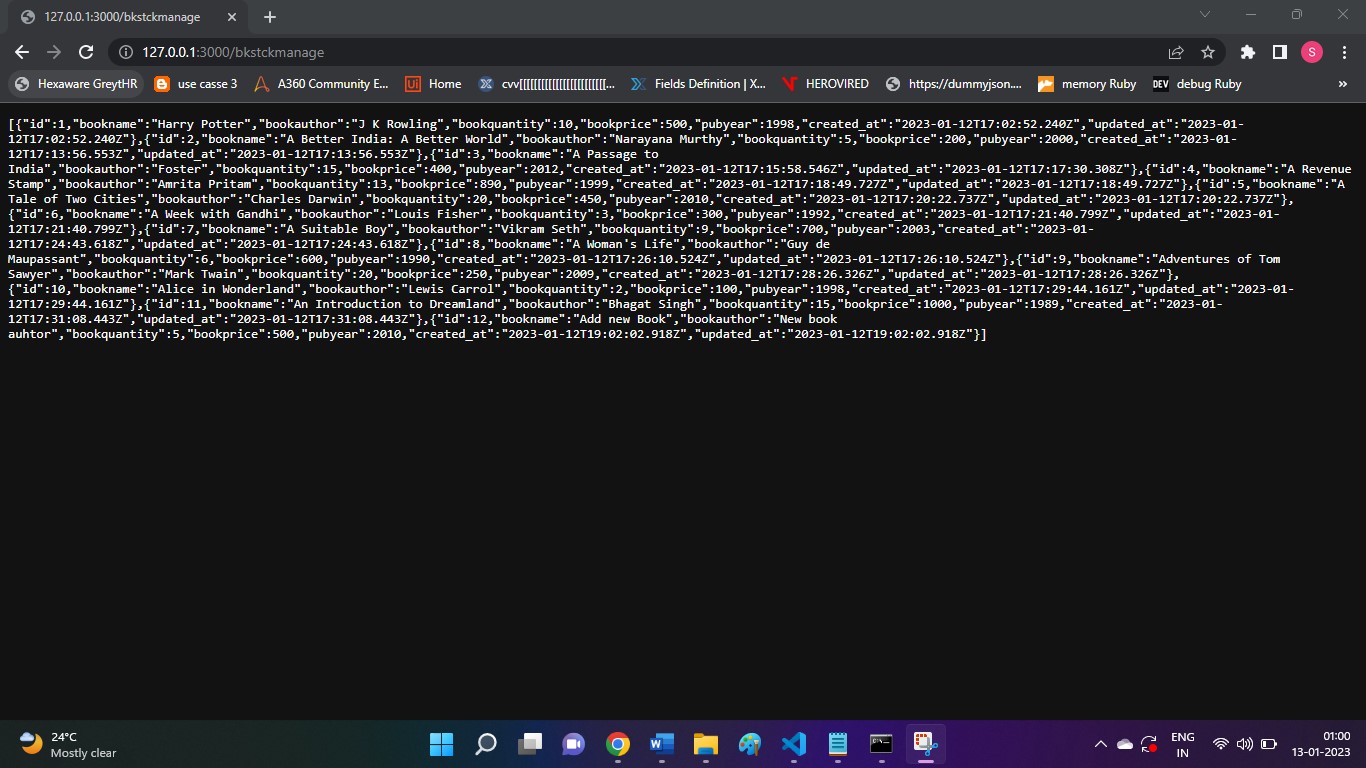 127.0.0.1:3000/bkstckmanage
127.0.0.1:3000/bkstckmanage
S
Hexaware GreytHR
use casse 3
A360 Community E...
Home
cvv[[[[[[[[[[[[[[[[[[[[[[[[[[...
Fields Definition | X...
HEROVIRED
https://dummyjson....
memory Ruby
debug Ruby
[{"id":1,"bookname":"Harry Potter","bookauthor":"J K Rowling","bookquantity":10,"bookprice":500,"pubyear":1998,"created_at":"2023-01-12T17:02:52.240Z","updated_at":"2023-01-
12T17:02:52.240Z"},{"id":2,"bookname":"A Better India: A Better World","bookauthor":"Narayana Murthy","bookquantity":5,"bookprice":200,"pubyear":2000,"created_at":"2023-01-
12T17:13:56.553Z","updated_at":"2023-01-12T17:13:56.553Z"},{"id":3,"bookname":"A Passage to
India","bookauthor":"Foster","bookquantity":15,"bookprice":400,"pubyear":2012,"created_at":"2023-01-12T17:15:58.546Z","updated_at":"2023-01-12T17:17:30.308Z"},{"id":4,"bookname":"A Revenue
Stamp","bookauthor":"Amrita Pritam","bookquantity":13,"bookprice":890,"pubyear":1999,"created_at":"2023-01-12T17:18:49.727Z","updated_at":"2023-01-12T17:18:49.727Z"},{"id":5,"bookname":"A
Tale of Two Cities","bookauthor":"Charles Darwin","bookquantity":20,"bookprice":450,"pubyear":2010,"created_at":"2023-01-12T17:20:22.737Z","updated_at":"2023-01-12T17:20:22.737Z"},
{"id":6,"bookname":"A Week with Gandhi","bookauthor":"Louis Fisher","bookquantity":3,"bookprice":300,"pubyear":1992,"created_at":"2023-01-12T17:21:40.799Z","updated_at":"2023-01-
12T17:21:40.799Z"},{"id":7,"bookname":"A Suitable Boy","bookauthor":"Vikram Seth","bookquantity":9,"bookprice":700,"pubyear":2003,"created_at":"2023-01-
12T17:24:43.618Z","updated_at":"2023-01-12T17:24:43.618Z"},{"id":8,"bookname":"A Woman's Life","bookauthor":"Guy de
Maupassant","bookquantity":6,"bookprice":600,"pubyear":1990,"created_at":"2023-01-12T17:26:10.524Z","updated_at":"2023-01-12T17:26:10.524Z"},{"id":9,"bookname":"Adventures of Tom
Sawyer","bookauthor":"Mark Twain","bookquantity":20,"bookprice":250,"pubyear":2009,"created_at":"2023-01-12T17:28:26.326Z","updated_at":"2023-01-12T17:28:26.326Z"},
{"id":10,"bookname":"Alice in Wonderland","bookauthor":"Lewis Carrol","bookquantity":2,"bookprice":100,"pubyear":1998,"created_at":"2023-01-12T17:29:44.161Z","updated_at":"2023-01-
12T17:29:44.161Z"},{"id":11,"bookname":"An Introduction to Dreamland","bookauthor":"Bhagat Singh","bookquantity":15,"bookprice":1000,"pubyear":1989,"created_at":"2023-01-
12T17:31:08.443Z","updated_at":"2023-01-12T17:31:08.443Z"},{"id":12,"bookname":"Add new Book","bookauthor":"New book
auhtor","bookquantity":5,"bookprice":500,"pubyear":2010,"created_at":"2023-01-12T19:02:02.918Z","updated_at":"2023-01-12T19:02:02.918Z"}]
24°C
Mostly clear
ENG
IN
01:00
13-01-2023